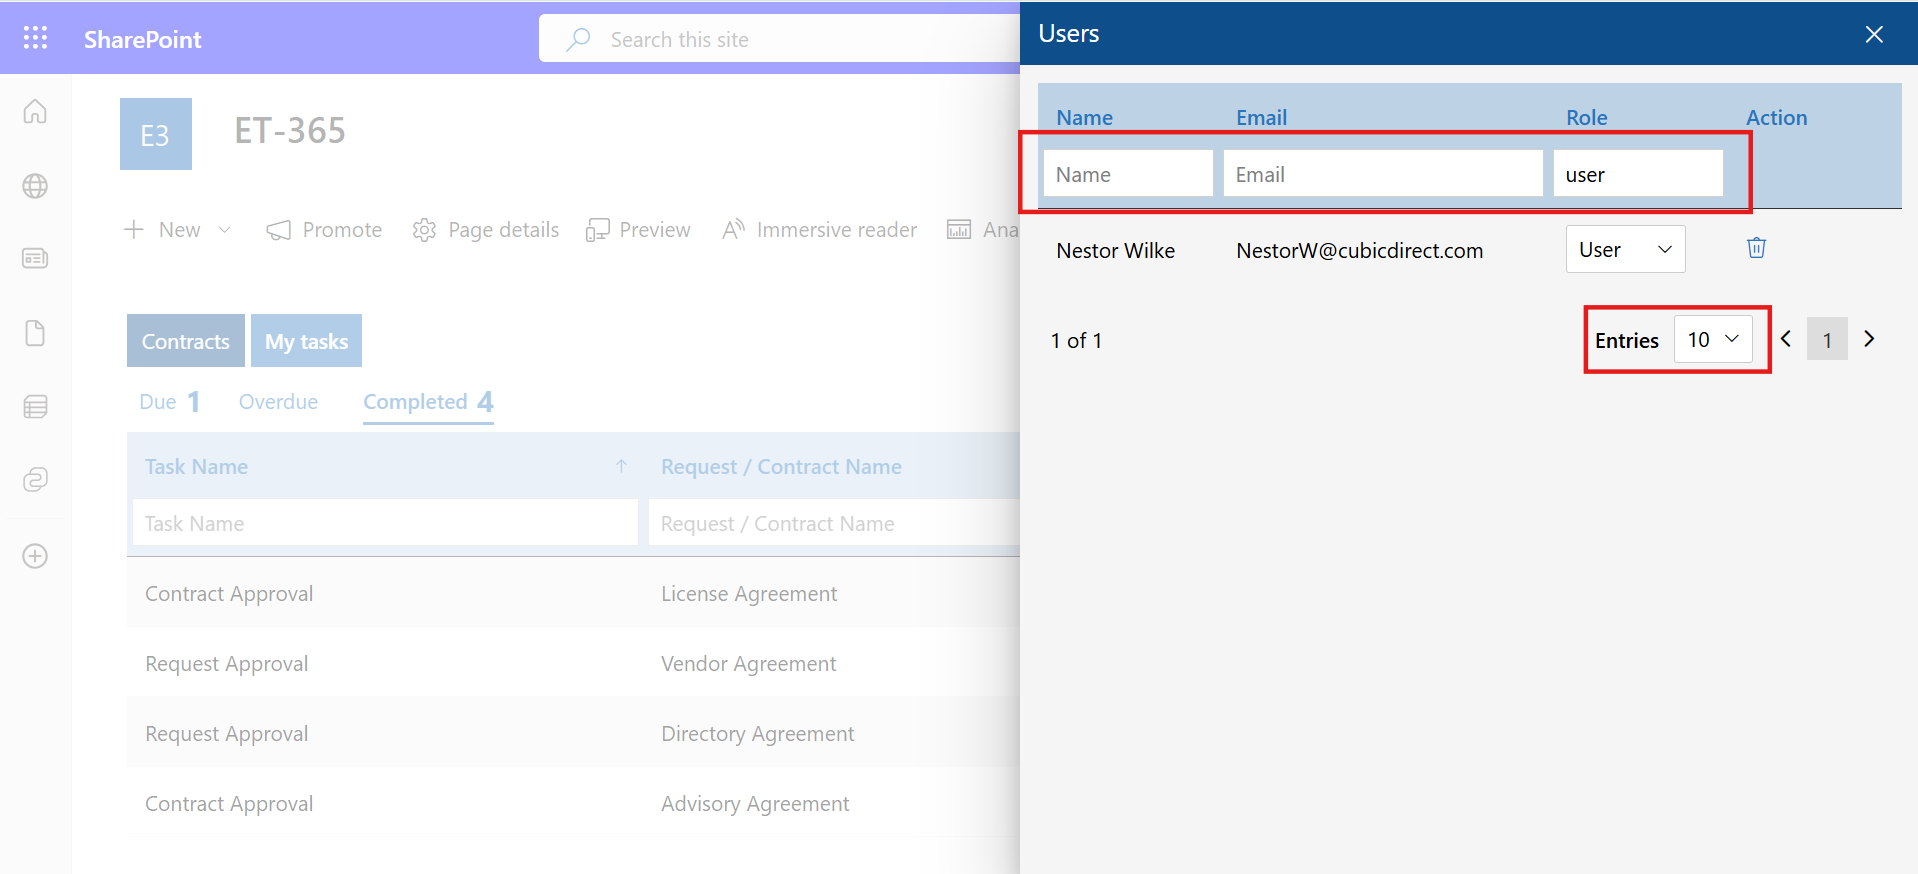 SharePoint
Search this site
E3
ET-365
New
Promote
Page details
Preview
Immersive reader
Ana
Contracts
My tasks
Due 1
Overdue
Completed 4
Task Name
Request / Contract Name
Task Name
Request / Contract Name
Contract Approval
License Agreement
Request Approval
Vendor Agreement
Request Approval
Directory Agreement
Contract Approval
Advisory Agreement
Users
Name
Email
Role
Action
Name
Email
user
Nestor Wilke
NestorW@cubicdirect.com
User
1 of 1
Entries
10
1